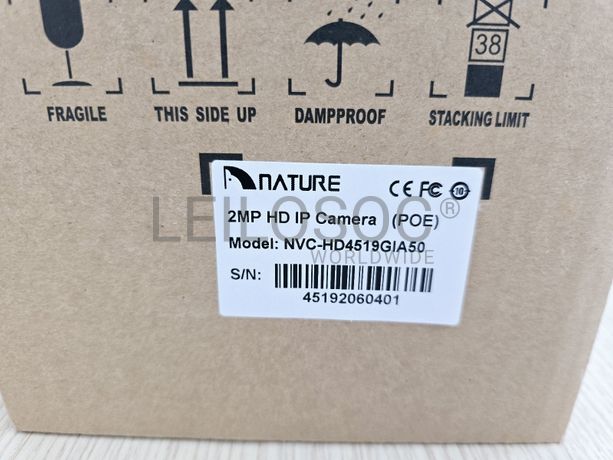 38
FRAGILE
THIS SIDE UP
DAMPPROOF
STACKING LIMIT
NATURE
CE FC 10
2MP HD IP Camera (POE)
LEILOSOC®
Model: NVC-HD4519GIA50
WORLDWIDE
S/N:
45192060401